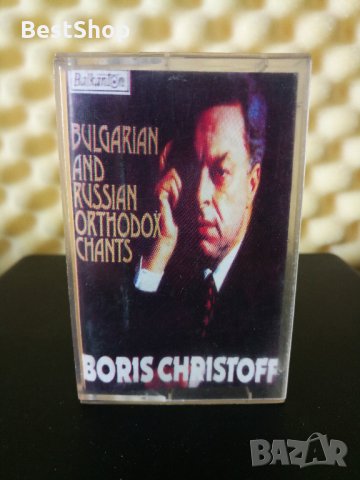 BestShop
Balkanton
BULGARIAN
AND
RUSSIAN
ORTHODOX
CHANTS
BORIS CHRISTOFF
BAZAR